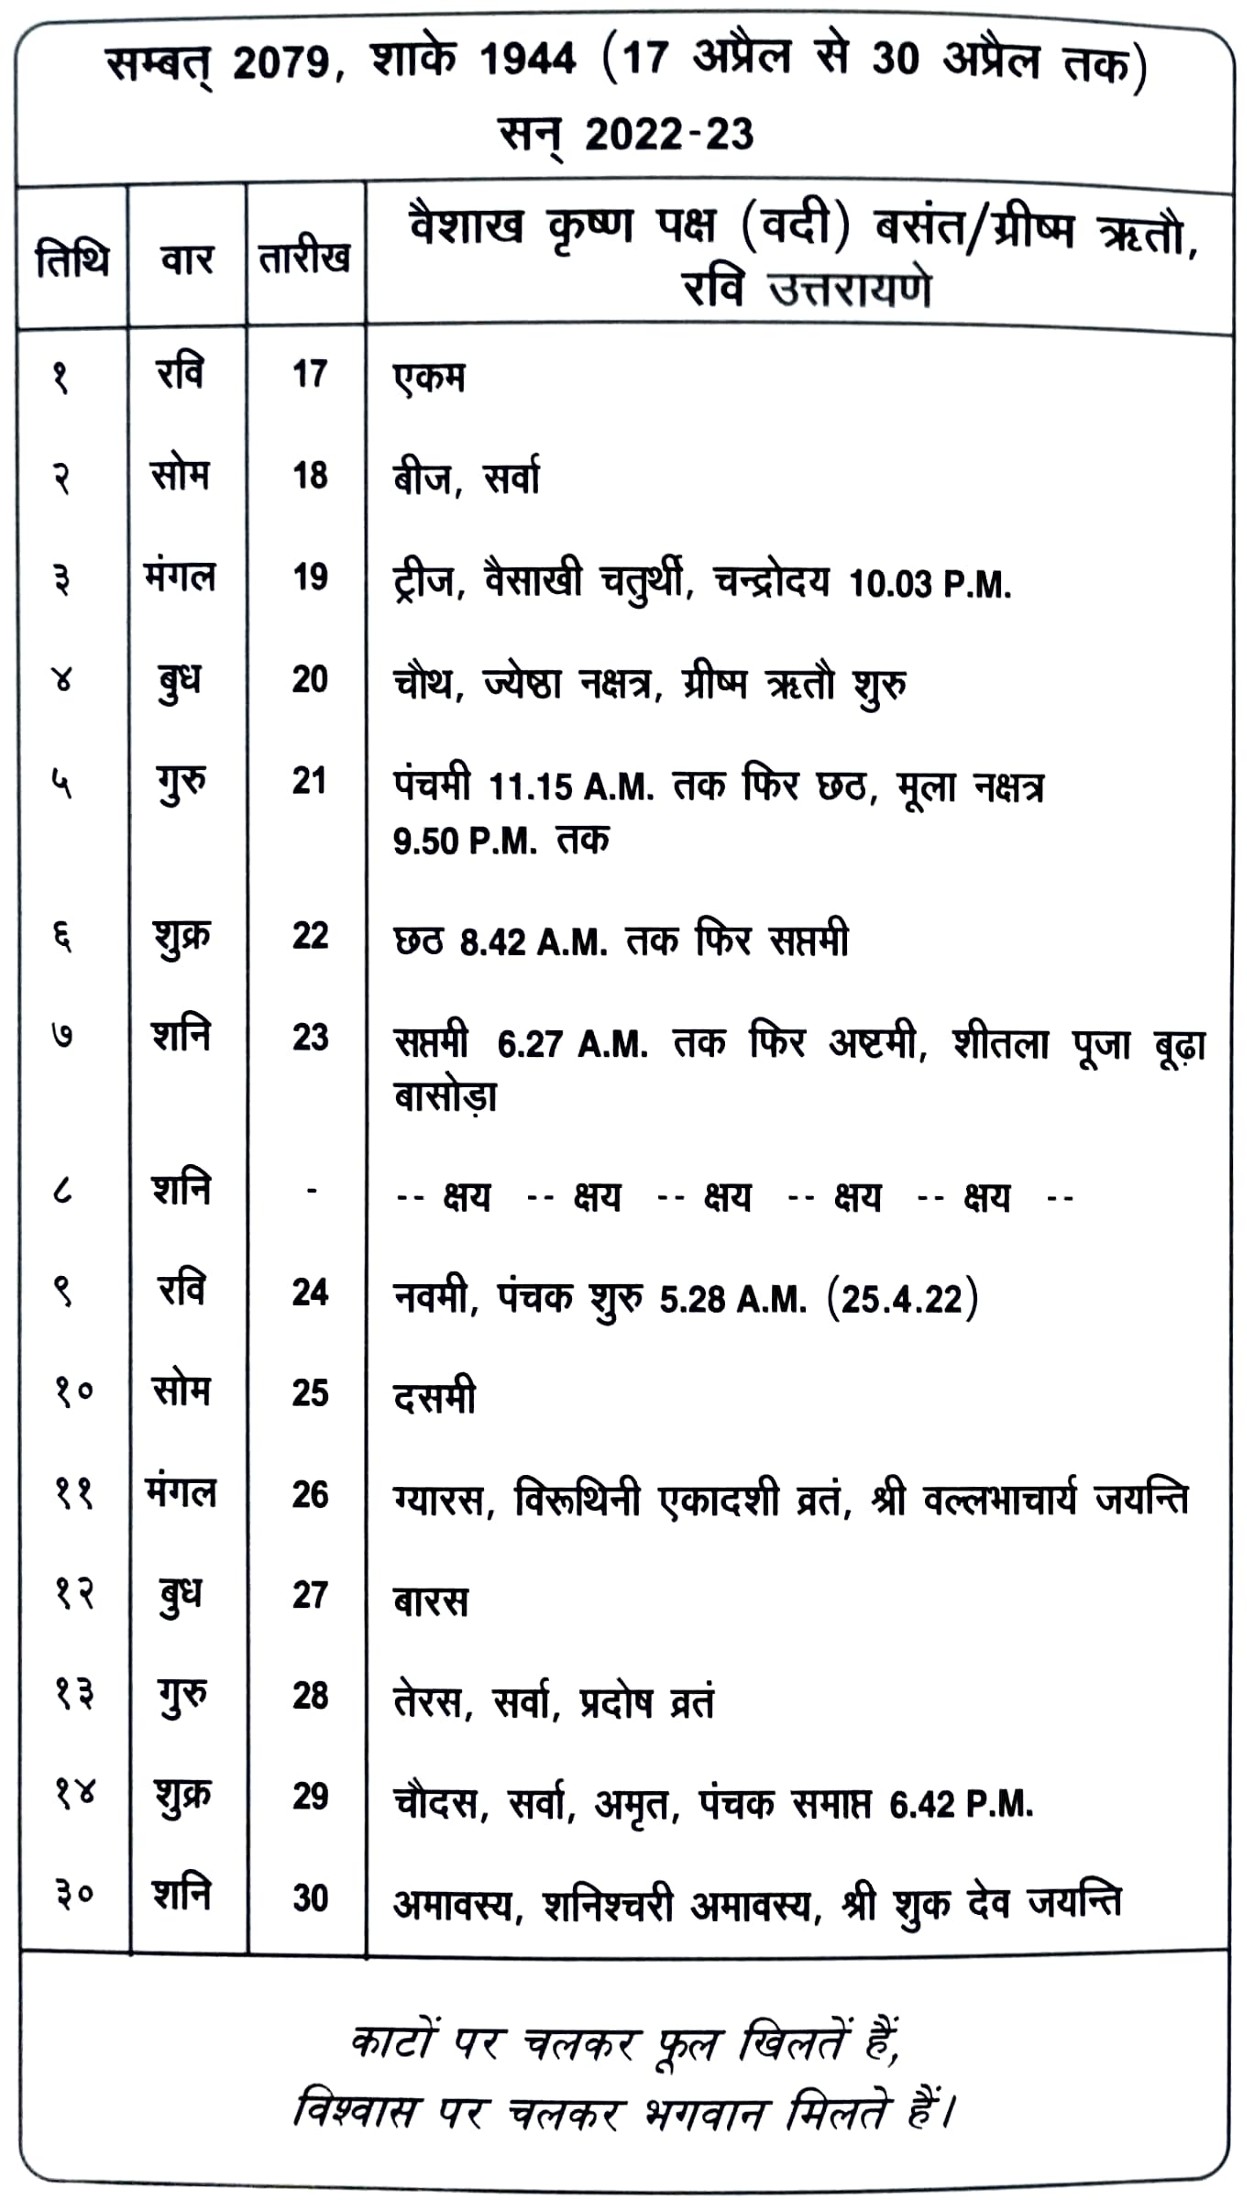 सम्बत् 2079, शाके 1944 (17 अप्रैल से 30 अप्रैल तक)
सन् 2022-23
तिथि वार तारीख वैशाख कृष्ण पक्ष (वदी) बसंत/ग्रीष्म ऋतौ,
रवि उत्तरायणे
१ रवि 17 एकम
२ सोम 18 बीज, सर्वा
३ मंगल 19 ट्रीज, वैसाखी चतुर्थी, चन्द्रोदय 10.03 P.M.
४ बुध 20 चौथ, ज्येष्ठा नक्षत्र, ग्रीष्म ऋतौ शुरु
५ गुरु 21 पंचमी 11.15 A.M. तक फिर छठ, मूला नक्षत्र
9.50 P.M. तक
६ शुक्र 22 छठ 8.42 A.M. तक फिर सप्तमी
७ शनि 23 सप्तमी 6.27 A.M. तक फिर अष्टमी, शीतला पूजा बूढ़ा
बासोड़ा
८ शनि - -- क्षय -- क्षय -- क्षय -- क्षय -- क्षय --
९ रवि 24 नवमी, पंचक शुरु 5.28 A.M. (25.4.22)
१० सोम 25 दसमी
११ मंगल 26 ग्यारस, विरूथिनी एकादशी व्रतं, श्री वल्लभाचार्य जयन्ति
१२ बुध 27 बारस
१३ गुरु 28 तेरस, सर्वा, प्रदोष व्रतं
१४ शुक्र 29 चौदस, सर्वा, अमृत, पंचक समाप्त 6.42 P.M.
३० शनि 30 अमावस्य, शनिश्चरी अमावस्य, श्री शुक देव जयन्ति
काटों पर चलकर फूल खिलतें हैं,
विश्वास पर चलकर भगवान मिलते हैं।